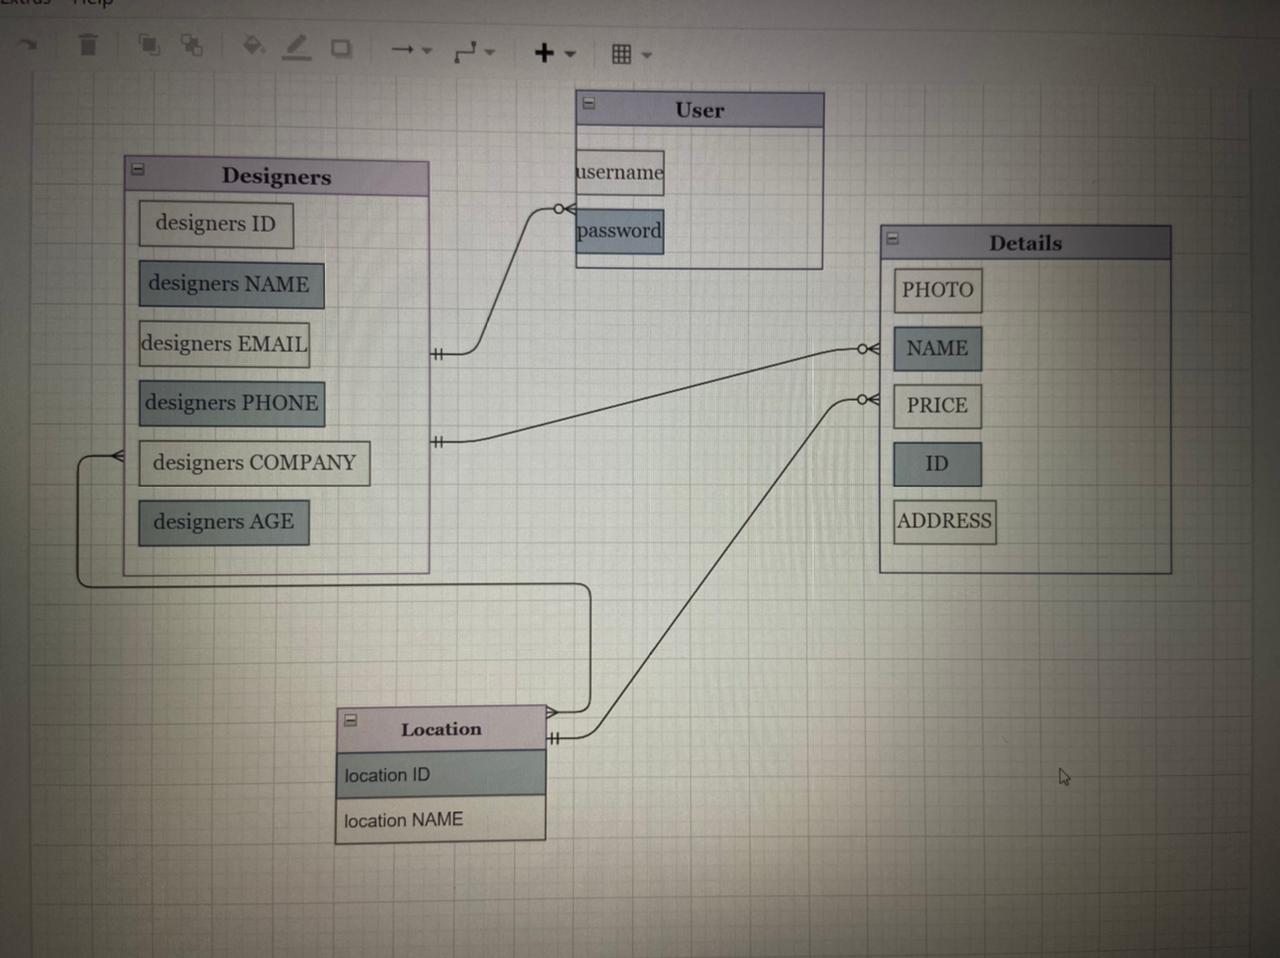 Extras Help
User
username
password
Designers
designers ID
designers NAME
designers EMAIL
designers PHONE
designers COMPANY
designers AGE
Details
PHOTO
NAME
PRICE
ID
ADDRESS
Location
location ID
location NAME